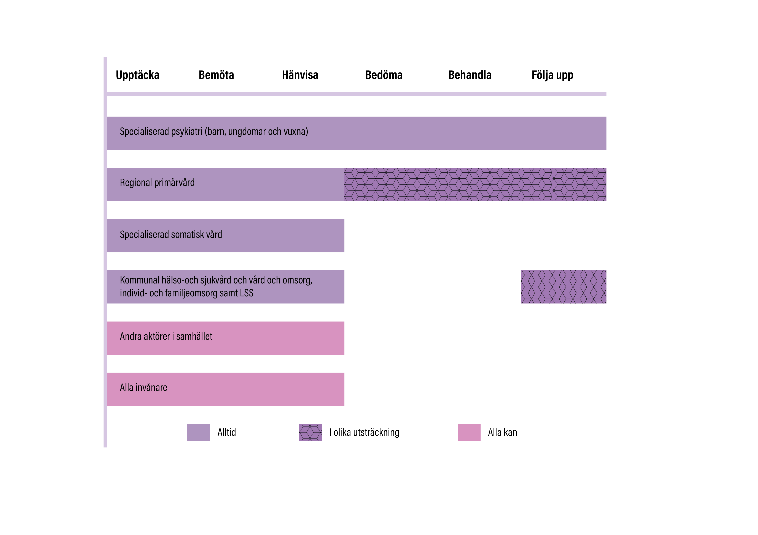 Upptäcka Bemöta Hänvisa Bedöma Behandla Följa upp
Specialiserad psykiatri (barn, ungdomar och vuxna)
Regional primärvård
Specialiserad somatisk vård
Kommunal hälso-och sjukvård och vård och omsorg,
individ- och familjeomsorg samt LSS
Andra aktörer i samhället
Alla invånare
Alltid I olika utsträckning Alla kan